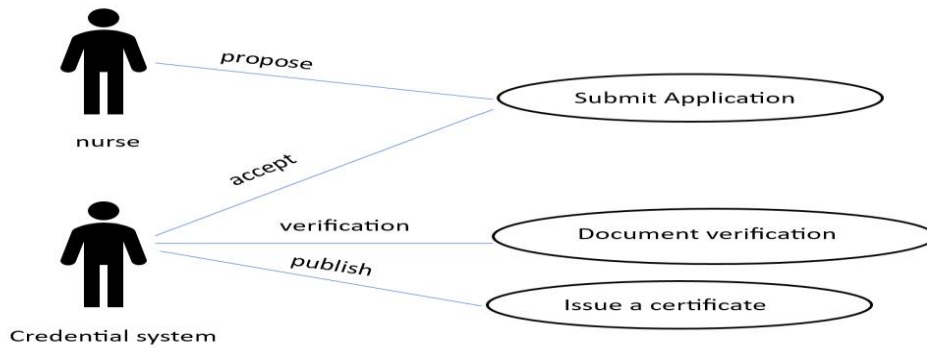 propose
Submit Application
nurse
accept
verification
Document verification
publish
Issue a certificate
Credential system